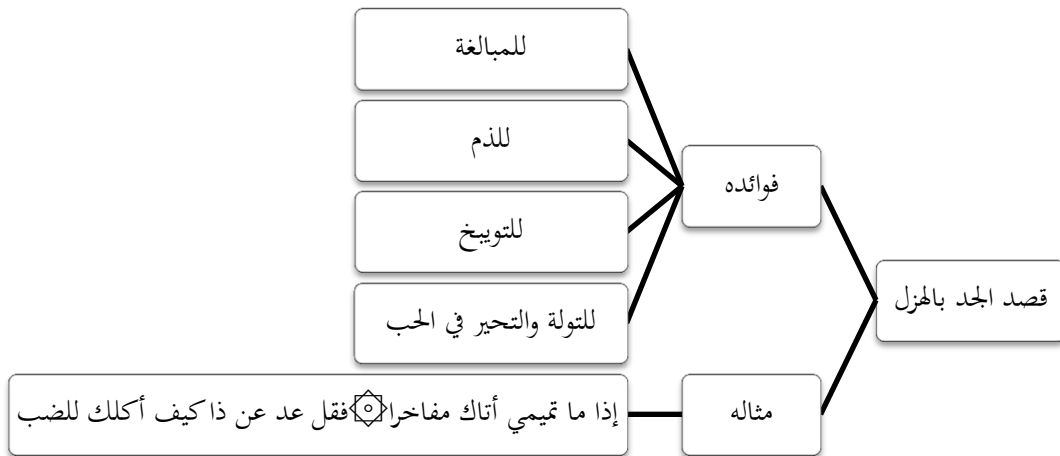 قصد الجد بالهزل
فوائده
للمبالغة
للذم
للتوييخ
للتولة والتحير في الحب
مثاله
إذا ما تميمي أتاك مفاخرا۞فقل عد عن ذا كيف أكلك للضب